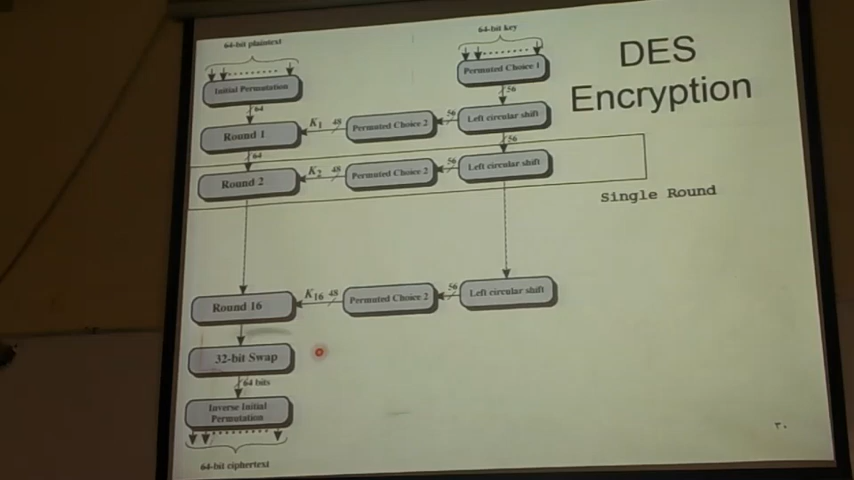 64-bit plaintext
64-bit key
DES
Encryption
Initial Permutation
Permuted Choice 1
64
56
Round 1
K1
48
Permuted Choice 2
56
Left circular shift
64
56
Round 2
K2
48
Permuted Choice 2
56
Left circular shift
Single Round
Round 16
K16
48
Permuted Choice 2
56
Left circular shift
32-bit Swap
64 bits
Inverse Initial
Permutation
64-bit ciphertext
٣٠